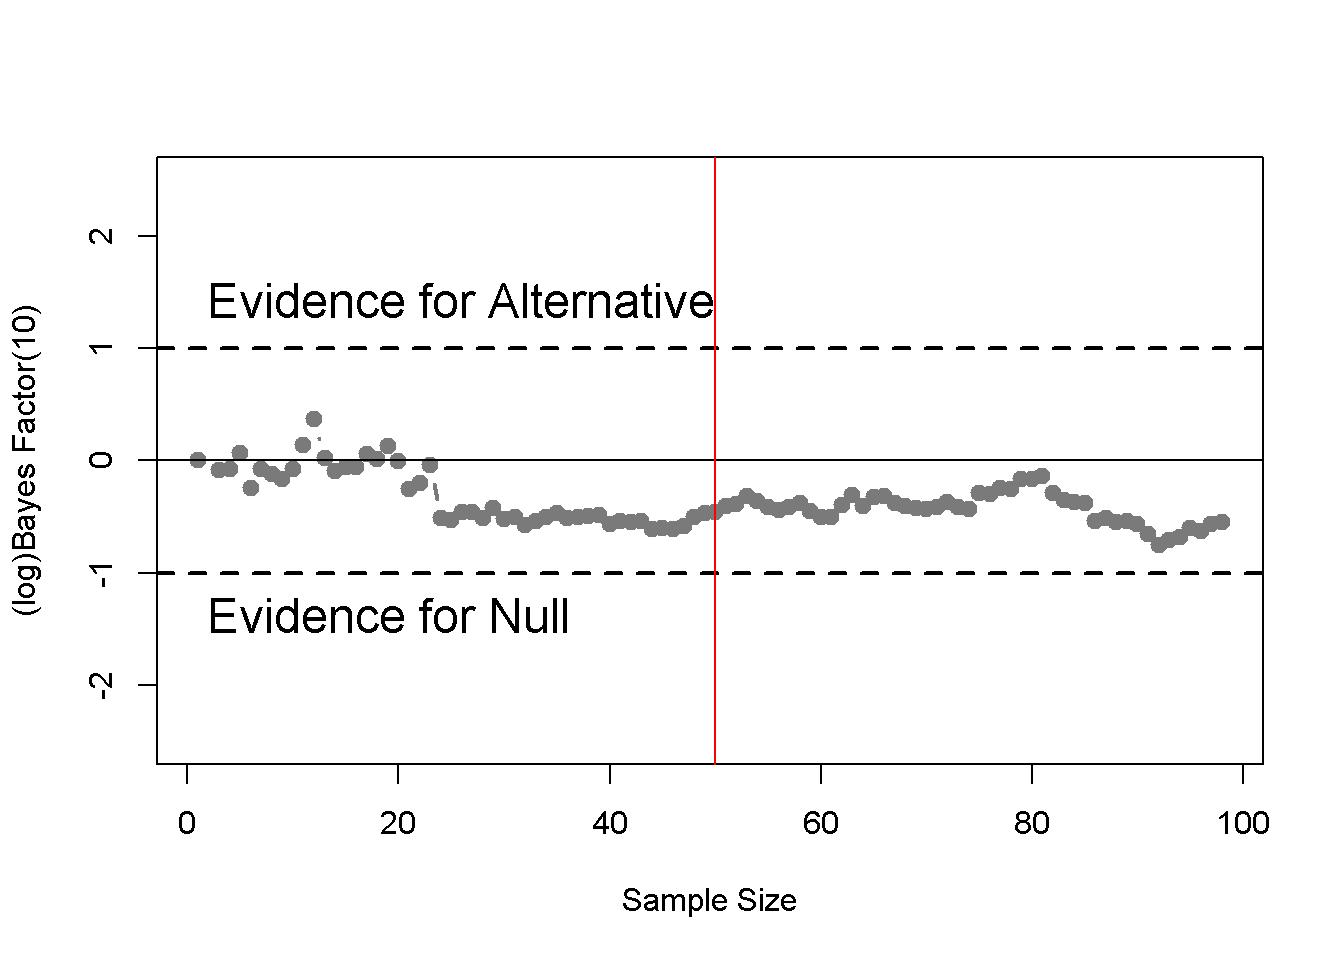 (log)Bayes Factor(10)
2
1
0
-1
-2
Evidence for Alternative
Evidence for Null
0 20 40 60 80 100
Sample Size